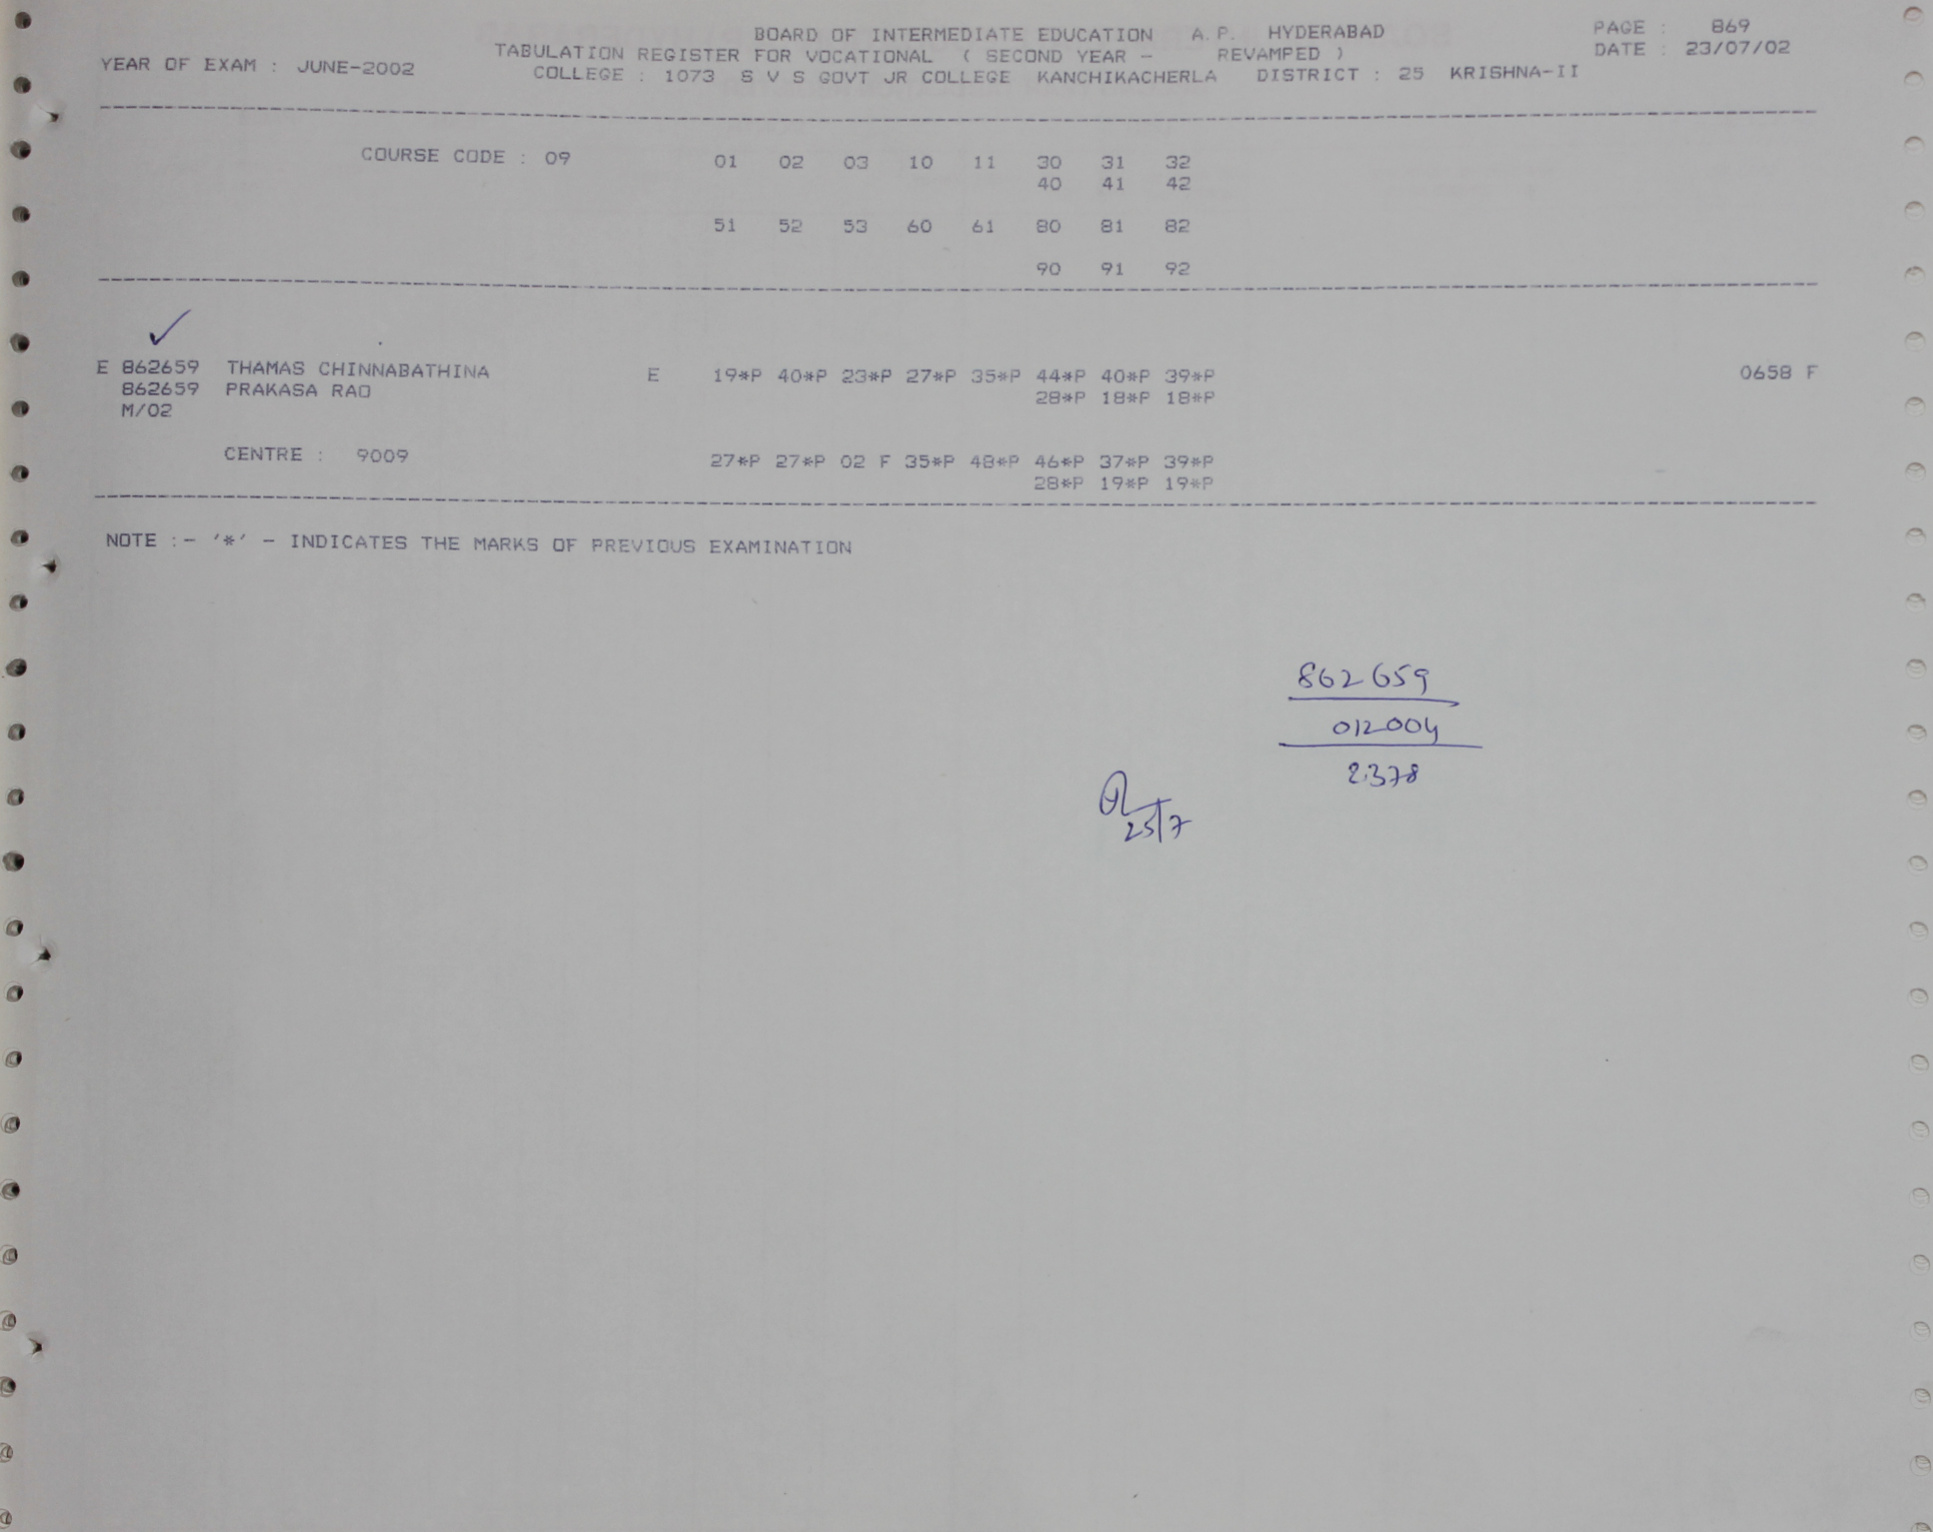 BOARD OF INTERMEDIATE EDUCATION A.P. HYDERABAD PAGE : 869
TABULATION REGISTER FOR VOCATIONAL ( SECOND YEAR - REVAMPED ) DATE : 23/07/02
YEAR OF EXAM : JUNE-2002 COLLEGE : 1073 S V S GOVT JR COLLEGE KANCHIKACHERLA DISTRICT : 25 KRISHNA-II
COURSE CODE : 09 01 02 03 10 11 30 31 32
40 41 42
51 52 53 60 61 80 81 82
90 91 92
E 862659 THAMAS CHINNABATHINA E 19*P 40*P 23*P 27*P 35*P 44*P 40*P 39*P 0658 F
862659 PRAKASA RAO 28*P 18*P 18*P
M/02
CENTRE : 9009 27*P 27*P 02 F 35*P 48*P 46*P 37*P 39*P
28*P 19*P 19*P
NOTE :- '*' - INDICATES THE MARKS OF PREVIOUS EXAMINATION
862659
012004
2378
25/7